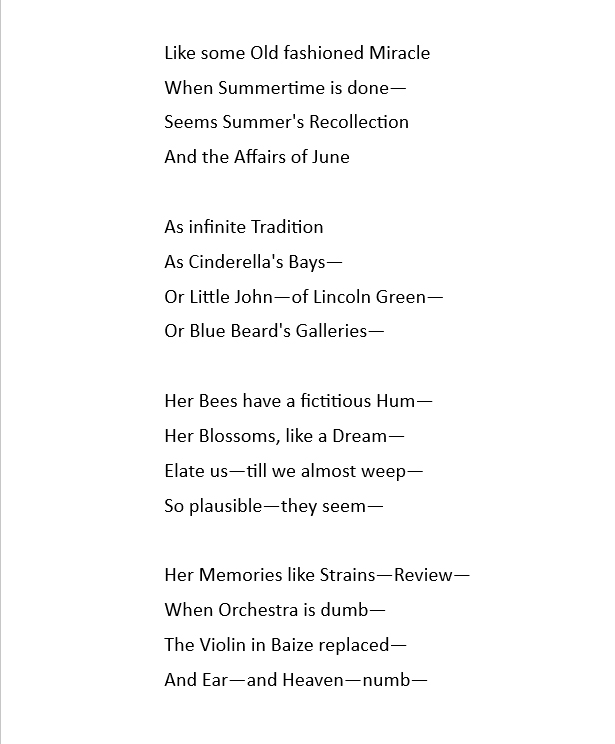 Like some Old fashioned Miracle
When Summertime is done—
Seems Summer's Recollection
And the Affairs of June

As infinite Tradition
As Cinderella's Bays—
Or Little John—of Lincoln Green—
Or Blue Beard's Galleries—

Her Bees have a fictitious Hum—
Her Blossoms, like a Dream—
Elate us—till we almost weep—
So plausible—they seem—

Her Memories like Strains—Review—
When Orchestra is dumb—
The Violin in Baize replaced—
And Ear—and Heaven—numb—